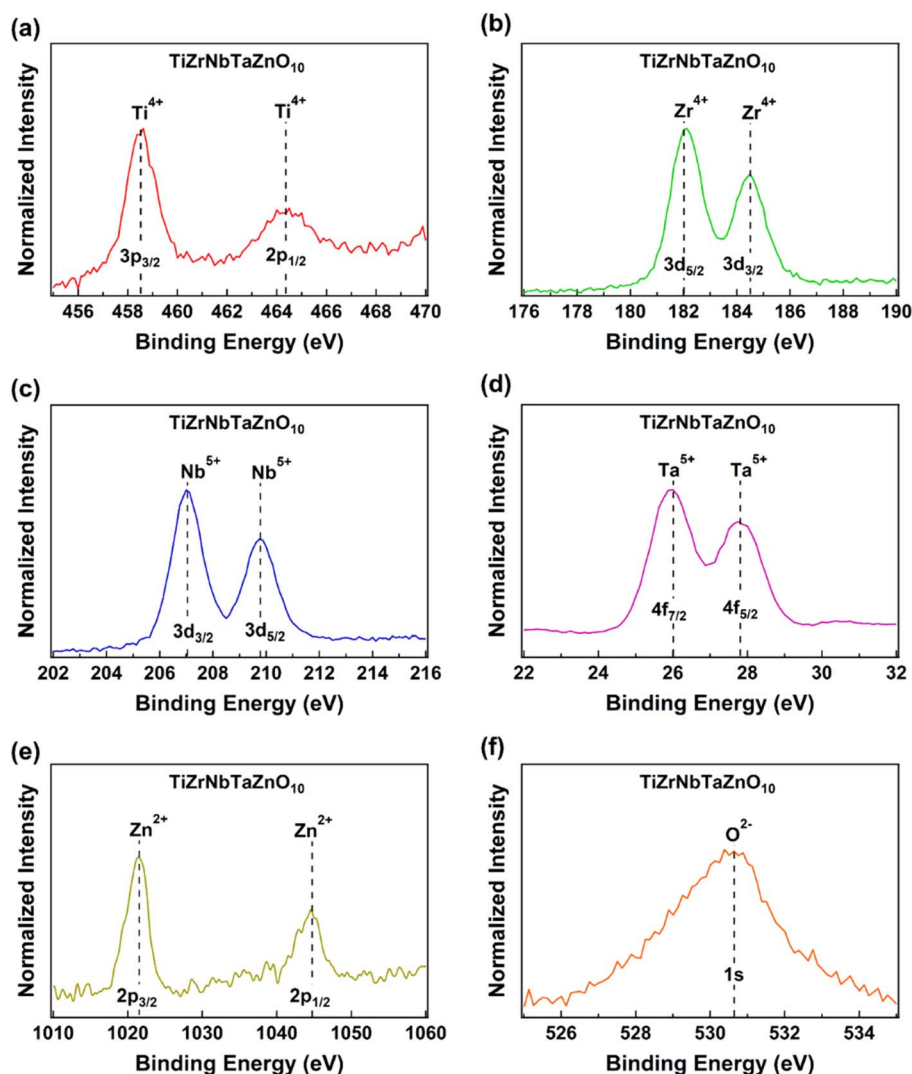 (a)
TiZrNbTaZnO₁₀
Ti⁴⁺ Ti⁴⁺
3p₃/₂ 2p₁/₂
Normalized Intensity
456 458 460 462 464 466 468 470
Binding Energy (eV)
(b)
TiZrNbTaZnO₁₀
Zr⁴⁺ Zr⁴⁺
3d₅/₂ 3d₃/₂
Normalized Intensity
176 178 180 182 184 186 188 190
Binding Energy (eV)
(c)
TiZrNbTaZnO₁₀
Nb⁵⁺ Nb⁵⁺
3d₃/₂ 3d₅/₂
Normalized Intensity
202 204 206 208 210 212 214 216
Binding Energy (eV)
(d)
TiZrNbTaZnO₁₀
Ta⁵⁺ Ta⁵⁺
4f₇/₂ 4f₅/₂
Normalized Intensity
22 24 26 28 30 32
Binding Energy (eV)
(e)
TiZrNbTaZnO₁₀
Zn²⁺ Zn²⁺
2p₃/₂ 2p₁/₂
Normalized Intensity
1010 1020 1030 1040 1050 1060
Binding Energy (eV)
(f)
TiZrNbTaZnO₁₀
O²⁻
1s
Normalized Intensity
526 528 530 532 534
Binding Energy (eV)